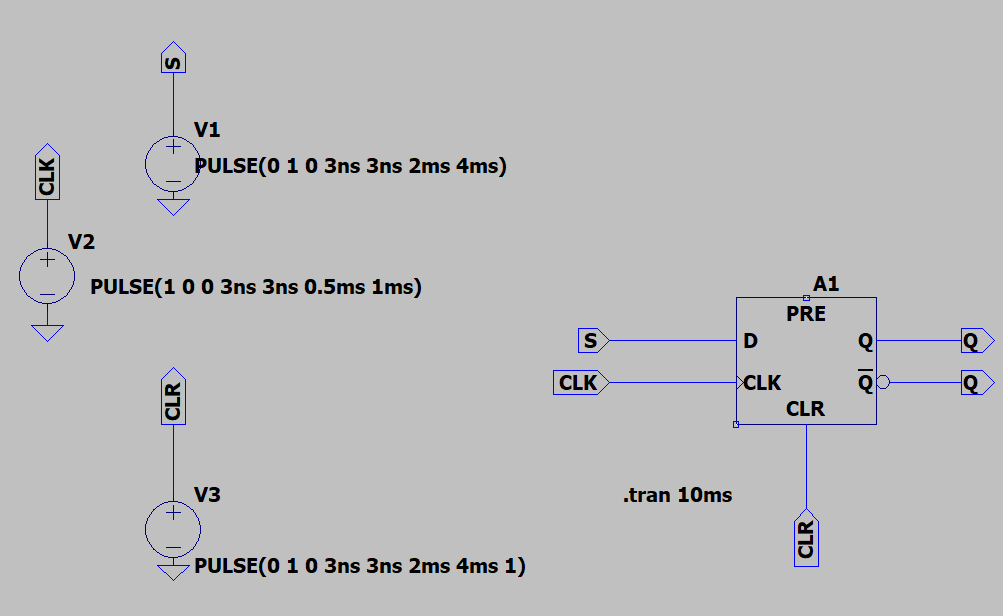 S
V1
+
PULSE(0 1 0 3ns 3ns 2ms 4ms)
CLK
V2
+
PULSE(1 0 0 3ns 3ns 0.5ms 1ms)
CLR
V3
+
PULSE(0 1 0 3ns 3ns 2ms 4ms 1)
A1
PRE
S D Q Q
CLK CLK Q Q
CLR
.tran 10ms
CLR